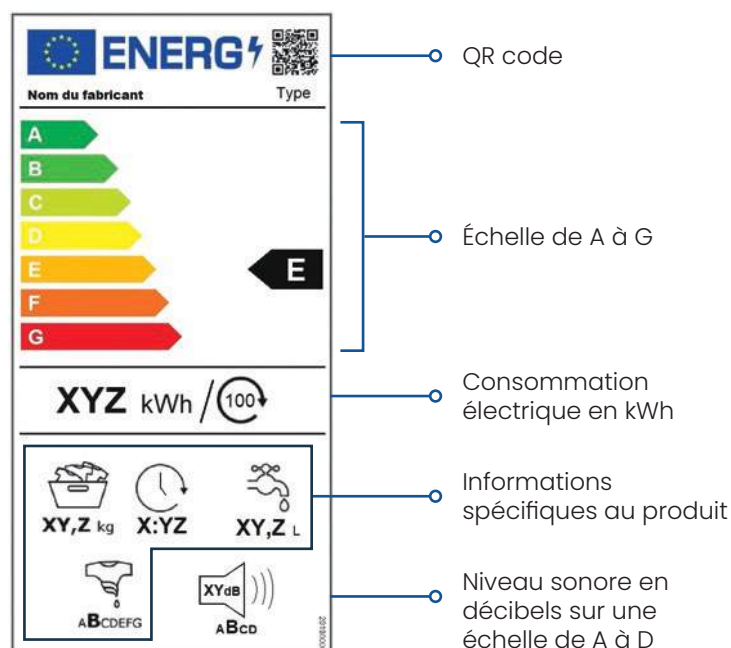 ENERG
QR code
Nom du fabricant
Type
A
B
C
D
E
F
G
E
Échelle de A à G
XYZ kWh / 100
Consommation
électrique en kWh
XY,Z kg
X:YZ
XY,Z L
Informations
spécifiques au produit
ABCDEFG
XYdB
ABCD
Niveau sonore en
décibels sur une
échelle de A à D